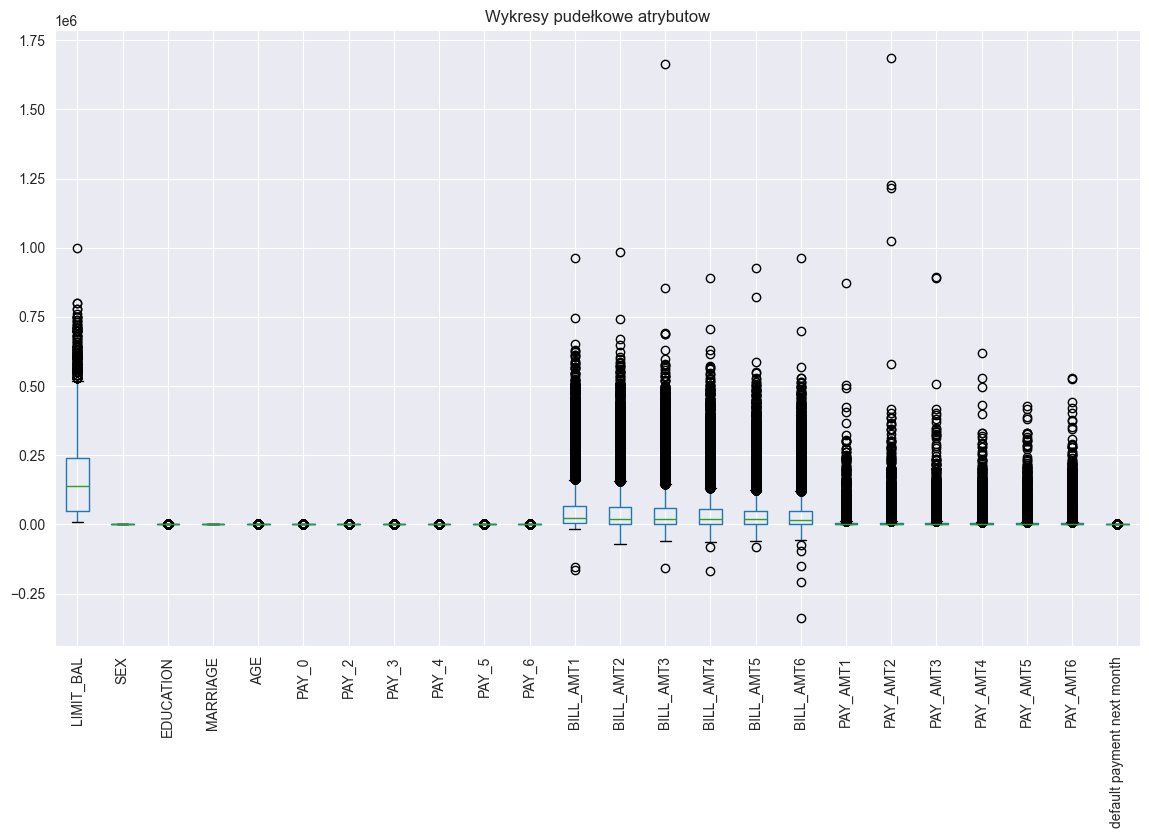 Wykresy pudełkowe atrybutow
1e6
1.75
1.50
1.25
1.00
0.75
0.50
0.25
0.00
−0.25
LIMIT_BAL
SEX
EDUCATION
MARRIAGE
AGE
PAY_0
PAY_2
PAY_3
PAY_4
PAY_5
PAY_6
BILL_AMT1
BILL_AMT2
BILL_AMT3
BILL_AMT4
BILL_AMT5
BILL_AMT6
PAY_AMT1
PAY_AMT2
PAY_AMT3
PAY_AMT4
PAY_AMT5
PAY_AMT6
default payment next month